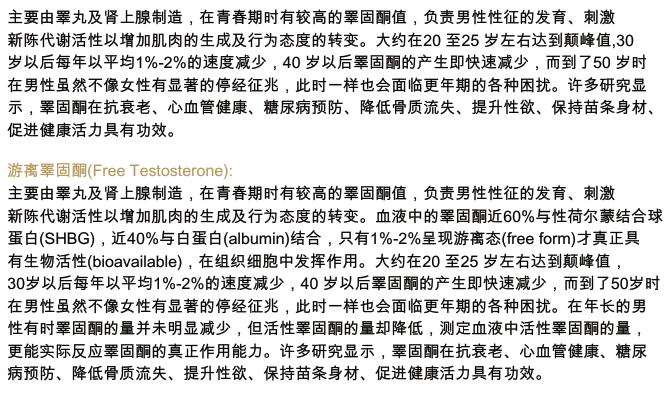 主要由睾丸及肾上腺制造，在青春期时有较高的睾固酮值，负责男性性征的发育、刺激
新陈代谢活性以增加肌肉的生成及行为态度的转变。大约在20 至25 岁左右达到颠峰值,30
岁以后每年以平均1%-2%的速度减少，40 岁以后睾固酮的产生即快速减少，而到了50 岁时
在男性虽然不像女性有显著的停经征兆，此时一样也会面临更年期的各种困扰。许多研究显
示，睾固酮在抗衰老、心血管健康、糖尿病预防、降低骨质流失、提升性欲、保持苗条身材、
促进健康活力具有功效。
游离睾固酮(Free Testosterone):
主要由睾丸及肾上腺制造，在青春期时有较高的睾固酮值，负责男性性征的发育、刺激
新陈代谢活性以增加肌肉的生成及行为态度的转变。血液中的睾固酮近60%与性荷尔蒙结合球
蛋白(SHBG)，近40%与白蛋白(albumin)结合，只有1%-2%呈现游离态(free form)才真正具
有生物活性(bioavailable)，在组织细胞中发挥作用。大约在20 至25 岁左右达到颠峰值，
30岁以后每年以平均1%-2%的速度减少，40 岁以后睾固酮的产生即快速减少，而到了50岁时
在男性虽然不像女性有显著的停经征兆，此时一样也会面临更年期的各种困扰。在年长的男
性有时睾固酮的量并未明显减少，但活性睾固酮的量却降低，测定血液中活性睾固酮的量，
更能实际反应睾固酮的真正作用能力。许多研究显示，睾固酮在抗衰老、心血管健康、糖尿
病预防、降低骨质流失、提升性欲、保持苗条身材、促进健康活力具有功效。